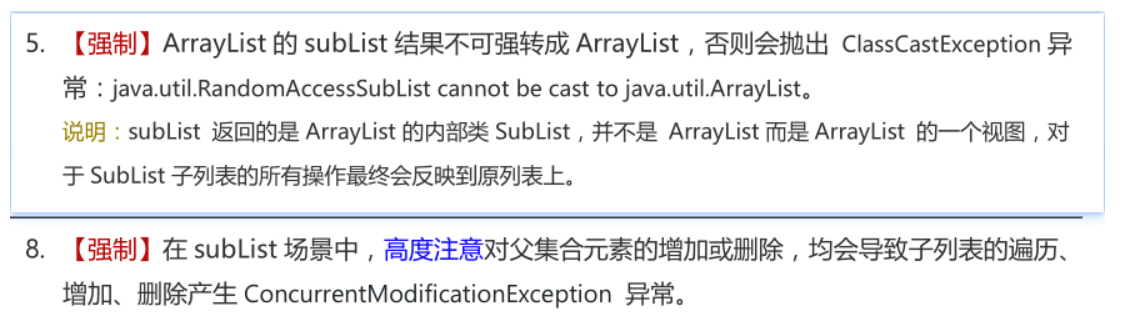 5. 【强制】ArrayList 的 subList 结果不可强转成 ArrayList，否则会抛出 ClassCastException 异
常：java.util.RandomAccessSubList cannot be cast to java.util.ArrayList。
说明：subList 返回的是 ArrayList 的内部类 SubList，并不是 ArrayList 而是 ArrayList 的一个视图，对
于 SubList 子列表的所有操作最终会反映到原列表上。
8. 【强制】在 subList 场景中，高度注意对父集合元素的增加或删除，均会导致子列表的遍历、
增加、删除产生 ConcurrentModificationException 异常。